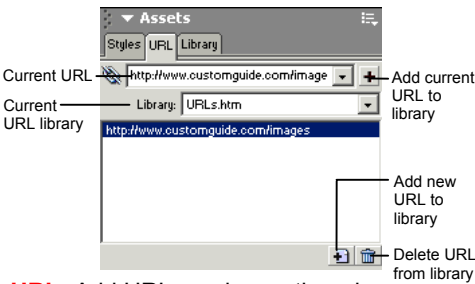 Assets
Styles URL Library
Current URL
http://www.customguide.com/image
Add current
URL to
library
Current
URL library
Library: URLs.htm
http://www.customguide.com/images
Add new
URL to
library
Delete URL
from library